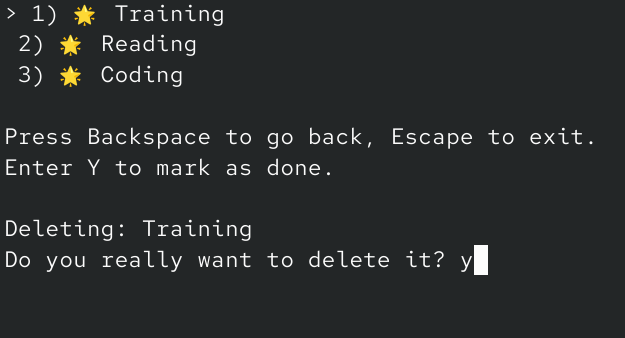 > 1) 🌟 Training
2) 🌟 Reading
3) 🌟 Coding
Press Backspace to go back, Escape to exit.
Enter Y to mark as done.
Deleting: Training
Do you really want to delete it? y